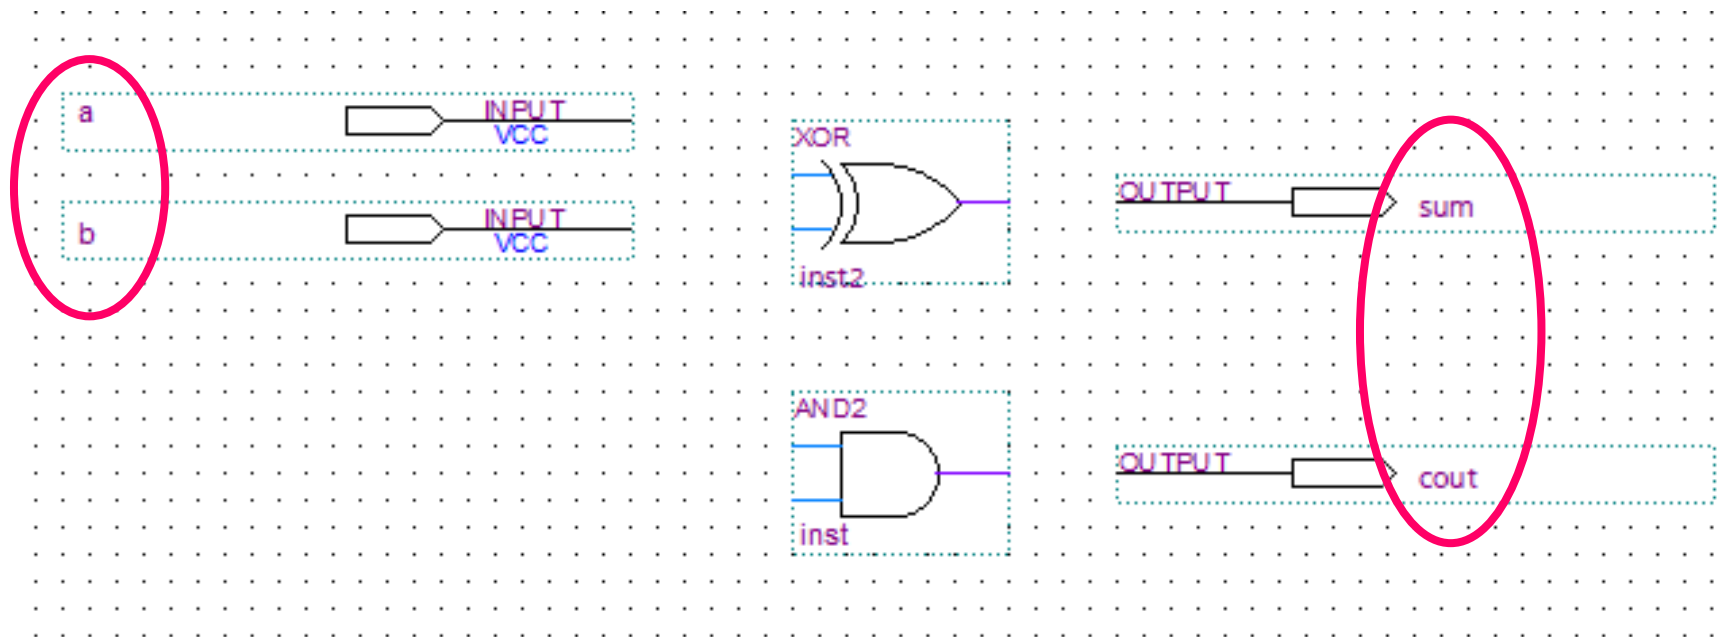 a
INPUT
VCC
b
INPUT
VCC
XOR
inst2
AND2
inst
OUTPUT
sum
OUTPUT
cout